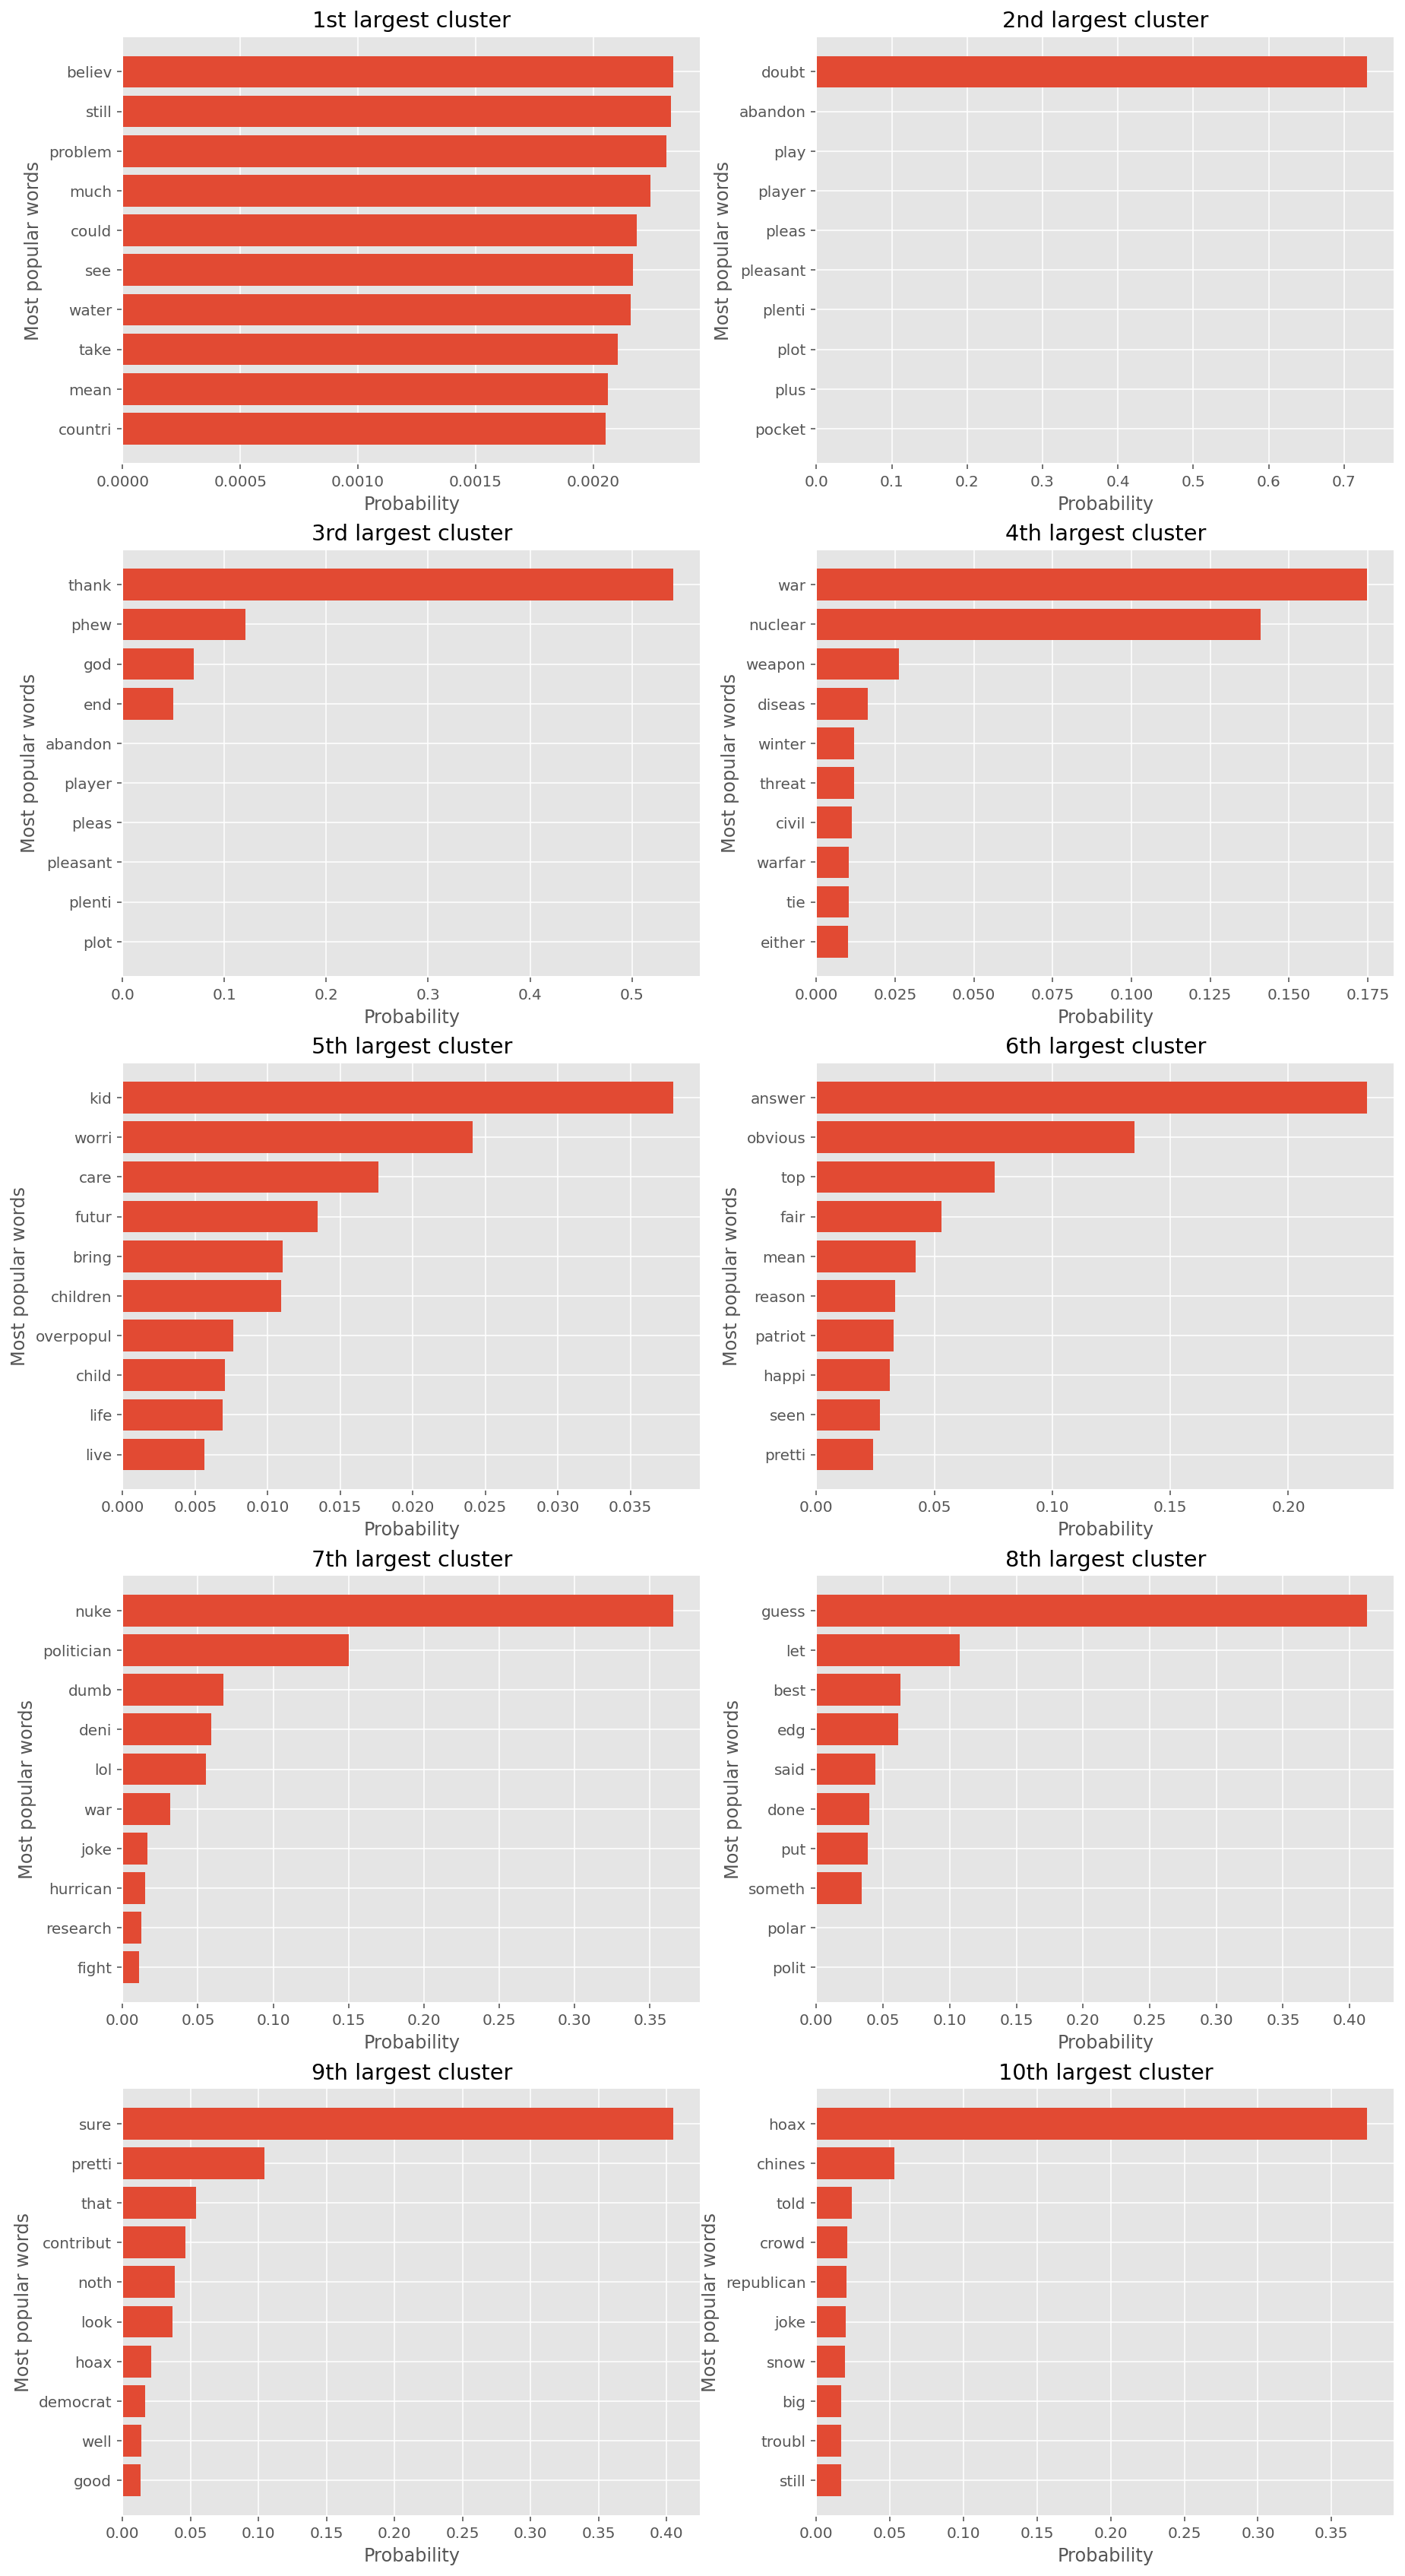 1st largest cluster
Most popular words
believ
still
problem
much
could
see
water
take
mean
countri
0.0000 0.0005 0.0010 0.0015 0.0020
Probability
2nd largest cluster
Most popular words
doubt
abandon
play
player
pleas
pleasant
plenti
plot
plus
pocket
0.0 0.1 0.2 0.3 0.4 0.5 0.6 0.7
Probability
3rd largest cluster
Most popular words
thank
phew
god
end
abandon
player
pleas
pleasant
plenti
plot
0.0 0.1 0.2 0.3 0.4 0.5
Probability
4th largest cluster
Most popular words
war
nuclear
weapon
diseas
winter
threat
civil
warfar
tie
either
0.000 0.025 0.050 0.075 0.100 0.125 0.150 0.175
Probability
5th largest cluster
Most popular words
kid
worri
care
futur
bring
children
overpopul
child
life
live
0.000 0.005 0.010 0.015 0.020 0.025 0.030 0.035
Probability
6th largest cluster
Most popular words
answer
obvious
top
fair
mean
reason
patriot
happi
seen
pretti
0.00 0.05 0.10 0.15 0.20
Probability
7th largest cluster
Most popular words
nuke
politician
dumb
deni
lol
war
joke
hurrican
research
fight
0.00 0.05 0.10 0.15 0.20 0.25 0.30 0.35
Probability
8th largest cluster
Most popular words
guess
let
best
edg
said
done
put
someth
polar
polit
0.00 0.05 0.10 0.15 0.20 0.25 0.30 0.35 0.40
Probability
9th largest cluster
Most popular words
sure
pretti
that
contribut
noth
look
hoax
democrat
well
good
0.00 0.05 0.10 0.15 0.20 0.25 0.30 0.35 0.40
Probability
10th largest cluster
Most popular words
hoax
chines
told
crowd
republican
joke
snow
big
troubl
still
0.00 0.05 0.10 0.15 0.20 0.25 0.30 0.35
Probability